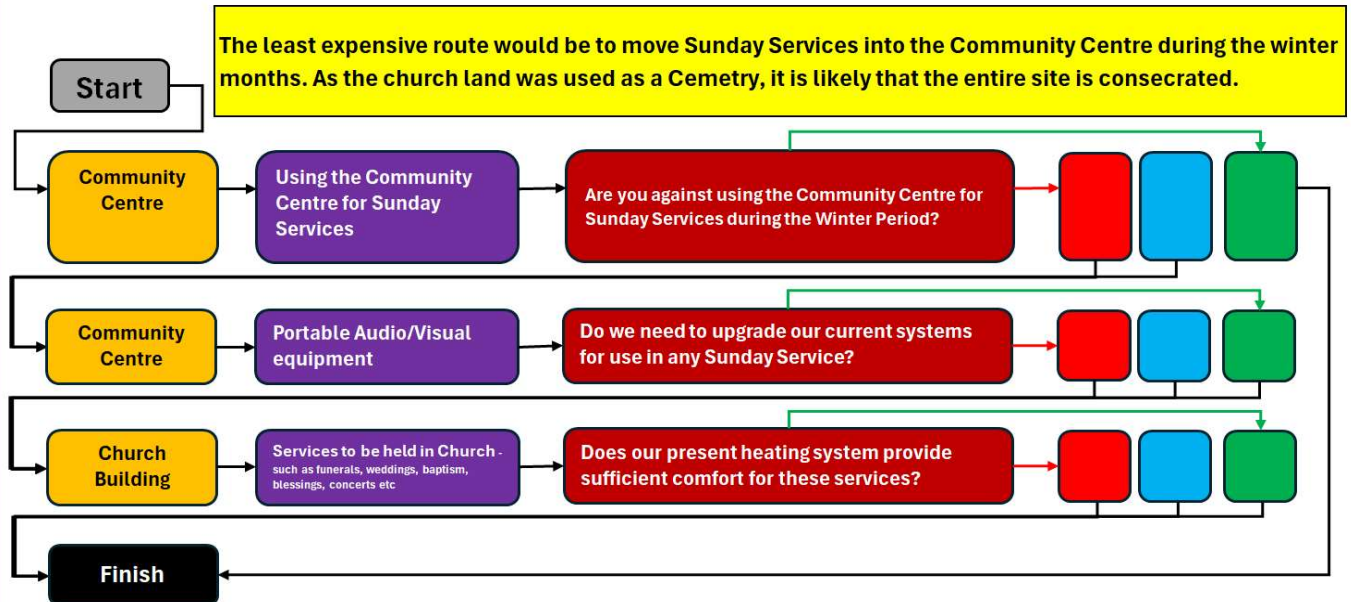 The least expensive route would be to move Sunday Services into the Community Centre during the winter
months. As the church land was used as a Cemetry, it is likely that the entire site is consecrated.
Start
Community
Centre
Using the Community
Centre for Sunday
Services
Are you against using the Community Centre for
Sunday Services during the Winter Period?
Community
Centre
Portable Audio/Visual
equipment
Do we need to upgrade our current systems
for use in any Sunday Service?
Church
Building
Services to be held in Church -
such as funerals, weddings, baptism,
blessings, concerts etc
Does our present heating system provide
sufficient comfort for these services?
Finish